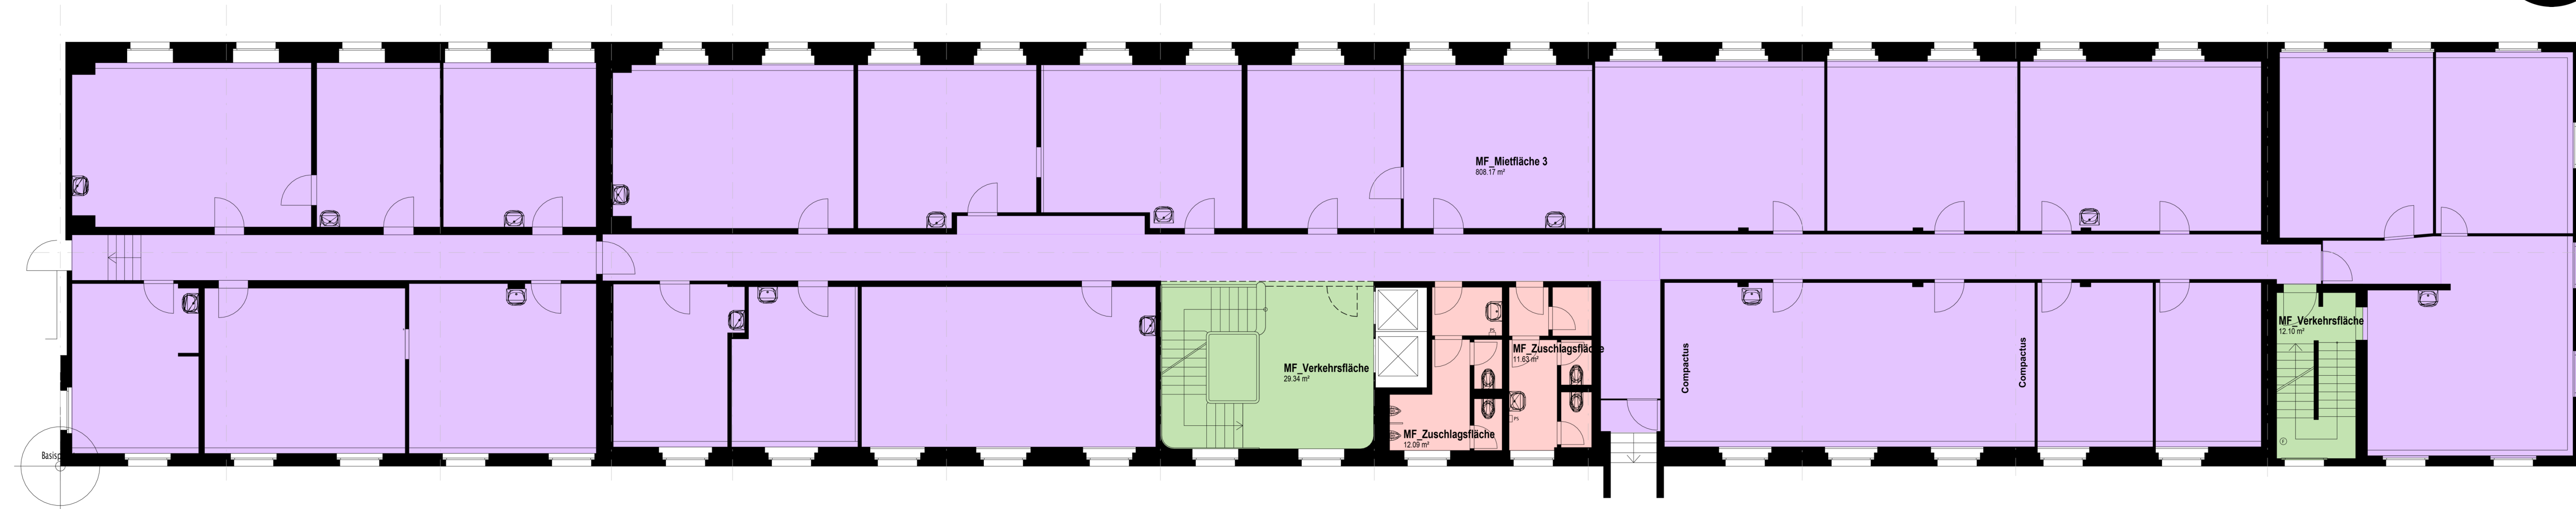 MF_Mietfläche 3
808.17 m²
MF_Verkehrsfläche
12.10 m²
MF_Zuschlagsfläche
11.63 m²
Compactus
Compactus
MF_Verkehrsfläche
29.34 m²
MF_Zuschlagsfläche
12.09 m²
Basisp